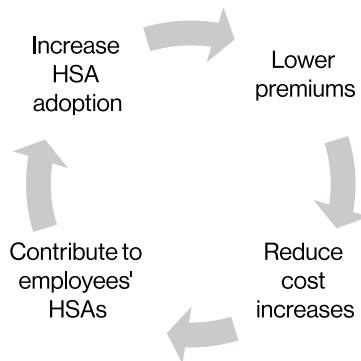 Increase
HSA
adoption
Lower
premiums
Reduce
cost
increases
Contribute to
employees'
HSAs